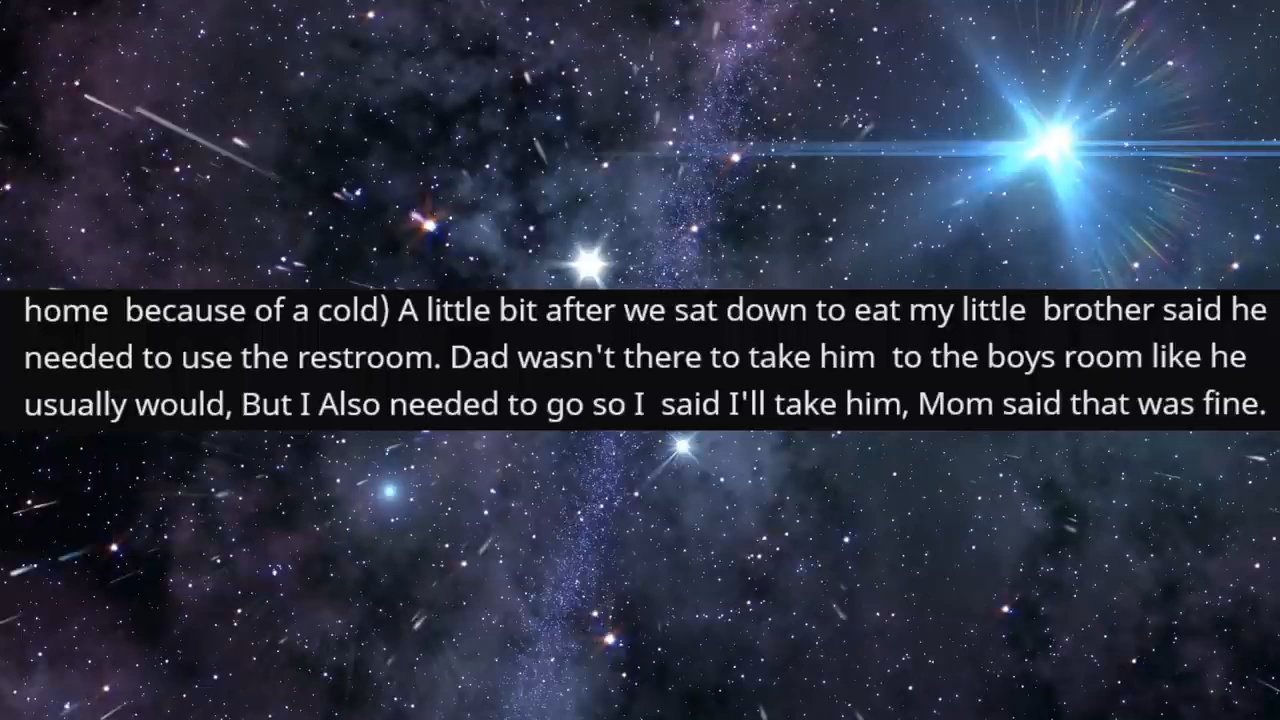 home  because of a cold) A little bit after we sat down to eat my little  brother said he
needed to use the restroom. Dad wasn't there to take him  to the boys room like he
usually would, But I Also needed to go so I  said I'll take him, Mom said that was fine.